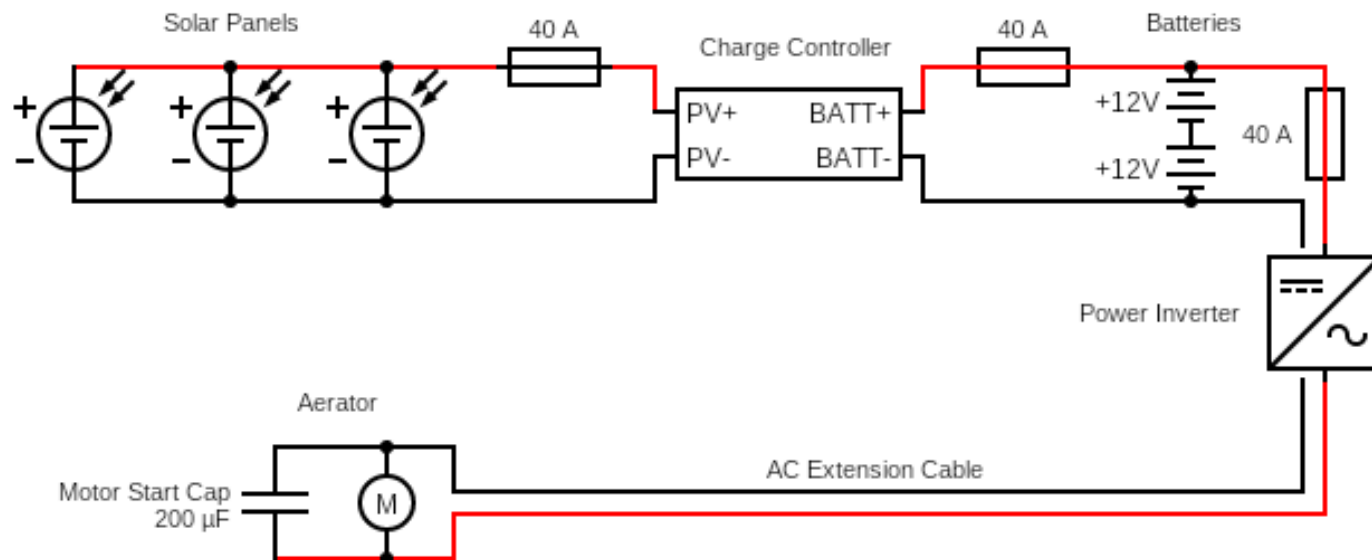 Solar Panels
40 A
Charge Controller
40 A
Batteries
+
−
+
−
+
−
PV+
BATT+
PV-
BATT-
+12V
+12V
40 A
Power Inverter
Aerator
Motor Start Cap
200 µF
M
AC Extension Cable